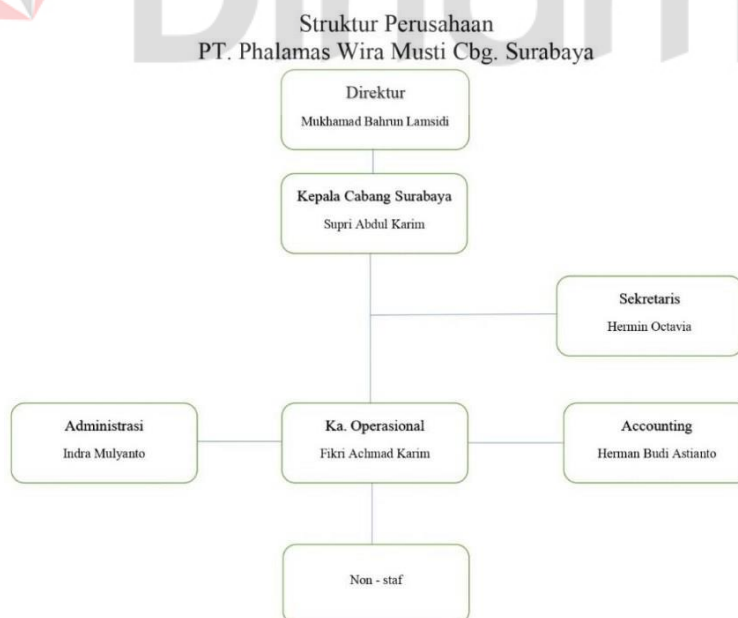 Struktur Perusahaan
PT. Phalamas Wira Musti Cbg. Surabaya
Direktur
Mukhamad Bahrun Lamsidi
Kepala Cabang Surabaya
Supri Abdul Karim
Sekretaris
Hermin Octavia
Administrasi
Indra Mulyanto
Ka. Operasional
Fikri Achmad Karim
Accounting
Herman Budi Astianto
Non - staf